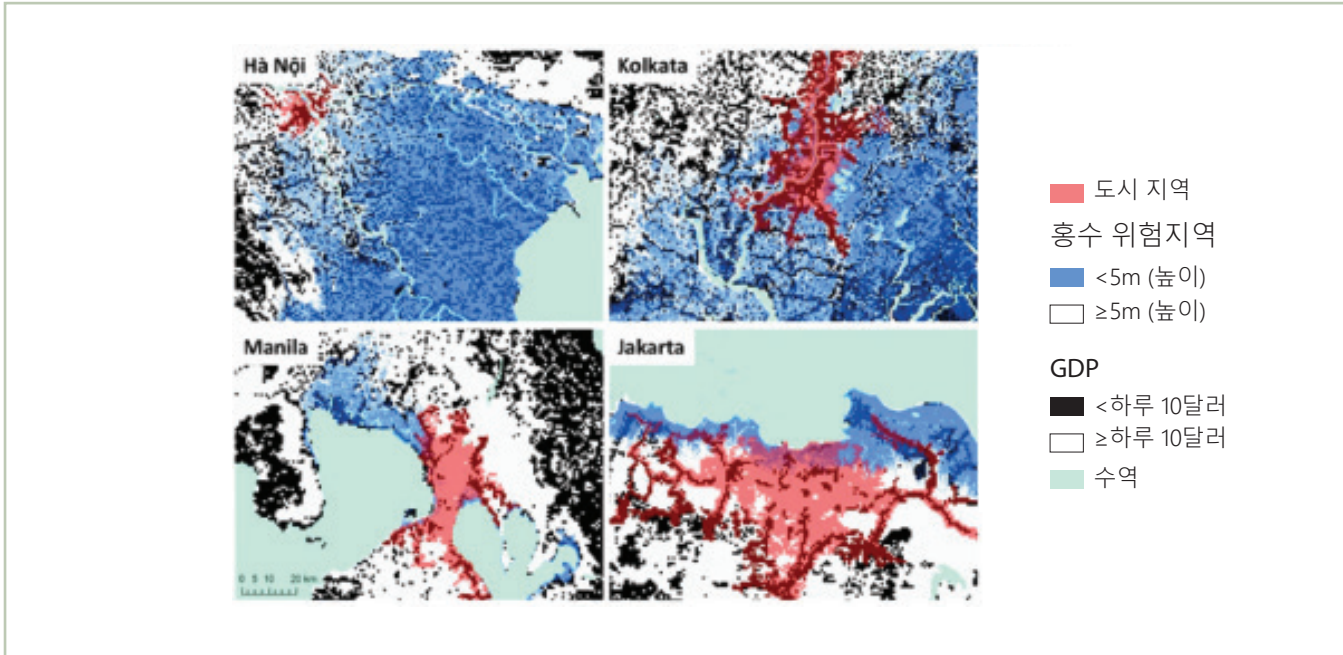 Hà Nội
Kolkata
Manila
Jakarta
0 5 10 20 km
도시 지역
홍수 위험지역
<5m (높이)
≥5m (높이)
GDP
<하루 10달러
≥하루 10달러
수역